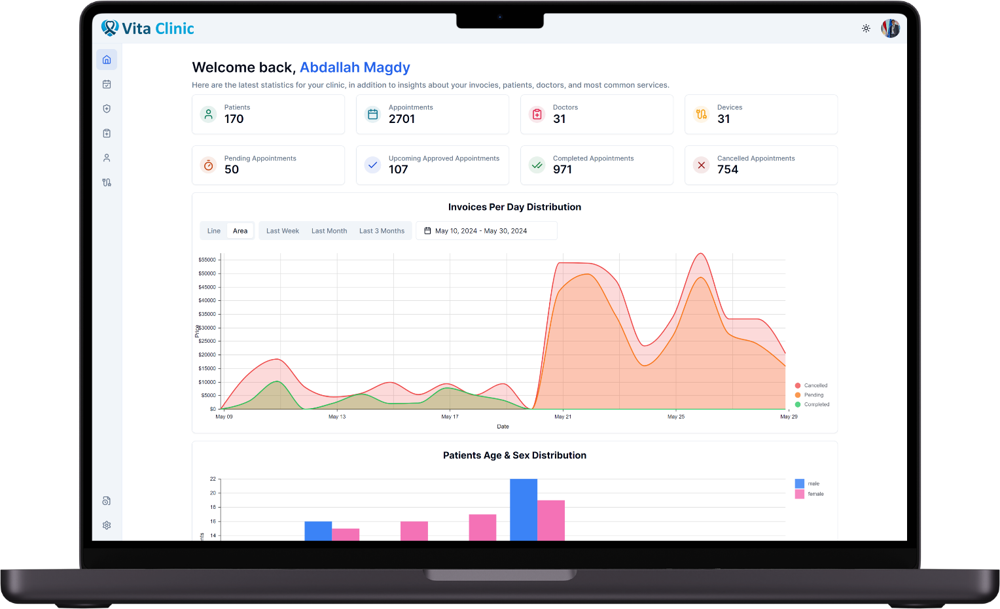 Vita Clinic
Welcome back, Abdallah Magdy
Here are the latest statistics for your clinic, in addition to insights about your invocies, patients, doctors, and most common services.
Patients
170
Appointments
2701
Doctors
31
Devices
31
Pending Appointments
50
Upcoming Approved Appointments
107
Completed Appointments
971
Cancelled Appointments
754
Invoices Per Day Distribution
Line Area Last Week Last Month Last 3 Months May 10, 2024 - May 30, 2024
$55000
$50000
$45000
$40000
$35000
$30000
$25000
$20000
$15000
$10000
$5000
$0
Price
May 09 May 13 May 17 May 21 May 25 May 29
Date
Cancelled
Pending
Completed
Patients Age & Sex Distribution
22
20
18
16
14
male
female